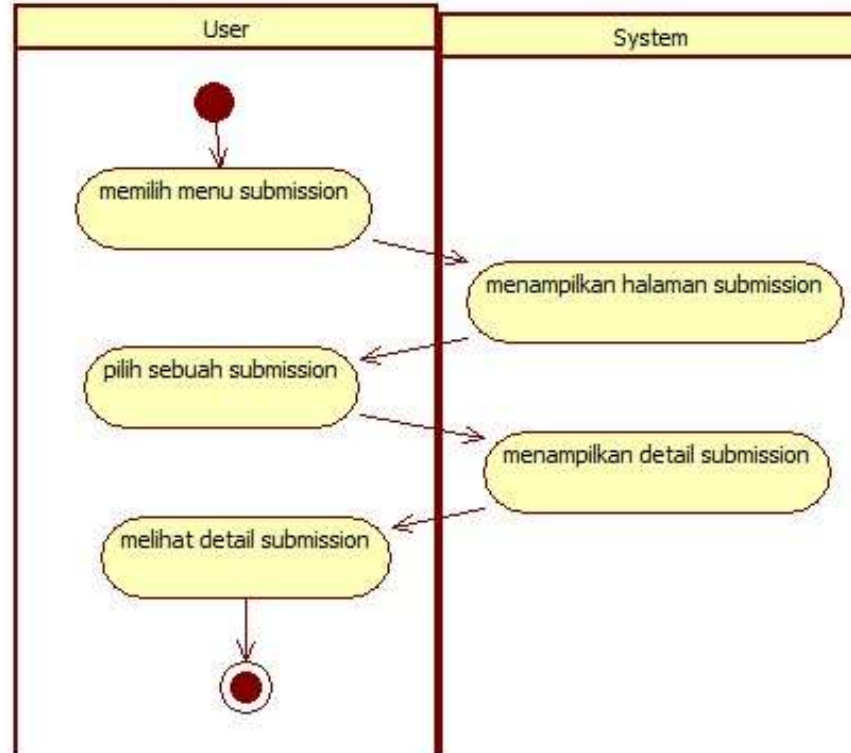 User
System
memilih menu submission
menampilkan halaman submission
pilih sebuah submission
menampilkan detail submission
melihat detail submission